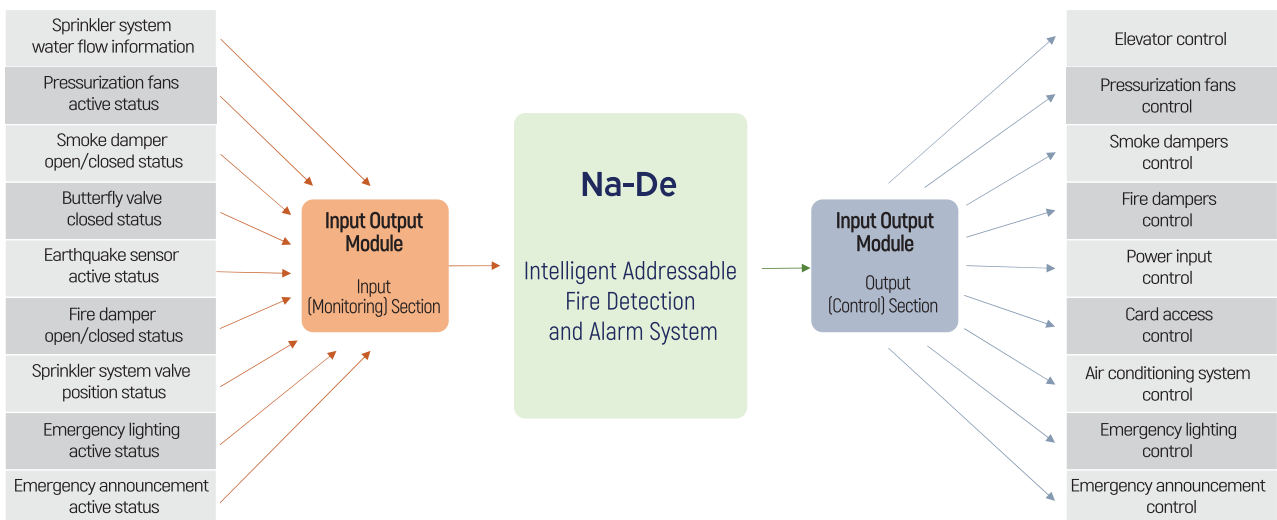 Sprinkler system
water flow information
Pressurization fans
active status
Smoke damper
open/closed status
Butterfly valve
closed status
Earthquake sensor
active status
Fire damper
open/closed status
Sprinkler system valve
position status
Emergency lighting
active status
Emergency announcement
active status
Input Output
Module
Input
(Monitoring) Section
Na-De
Intelligent Addressable
Fire Detection
and Alarm System
Input Output
Module
Output
(Control) Section
Elevator control
Pressurization fans
control
Smoke dampers
control
Fire dampers
control
Power input
control
Card access
control
Air conditioning system
control
Emergency lighting
control
Emergency announcement
control